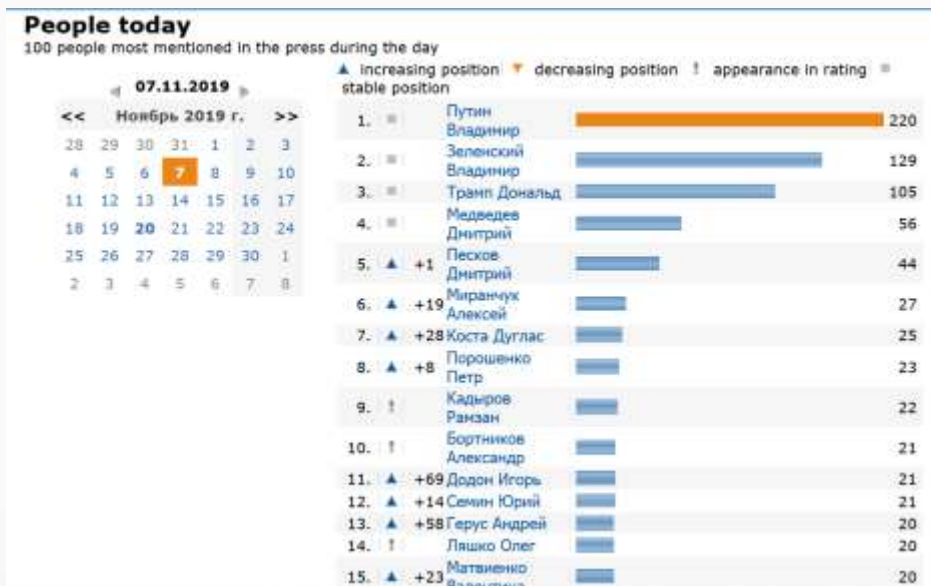 People today
100 people most mentioned in the press during the day
▲ increasing position ▼ decreasing position ! appearance in rating
stable position
07.11.2019
<< Ноябрь 2019 г. >>
28 29 30 31 1 2 3
4 5 6 7 8 9 10
11 12 13 14 15 16 17
18 19 20 21 22 23 24
25 26 27 28 29 30 1
2 3 4 5 6 7 8
1. Путин
Владимир 220
2. Зеленский
Владимир 129
3. Трамп Дональд 105
4. Медведев
Дмитрий 56
5. ▲ +1 Песков
Дмитрий 44
6. ▲ +19 Миранчук
Алексей 27
7. ▲ +28 Коста Дуглас 25
8. ▲ +8 Порошенко
Петр 23
9. ! Кадыров
Рамзан 22
10. ! Бортников
Александр 21
11. ▲ +69 Додон Игорь 21
12. ▲ +14 Семин Юрий 21
13. ▲ +58 Герус Андрей 20
14. ! Ляшко Олег 20
15. ▲ +23 Матвиенко 20